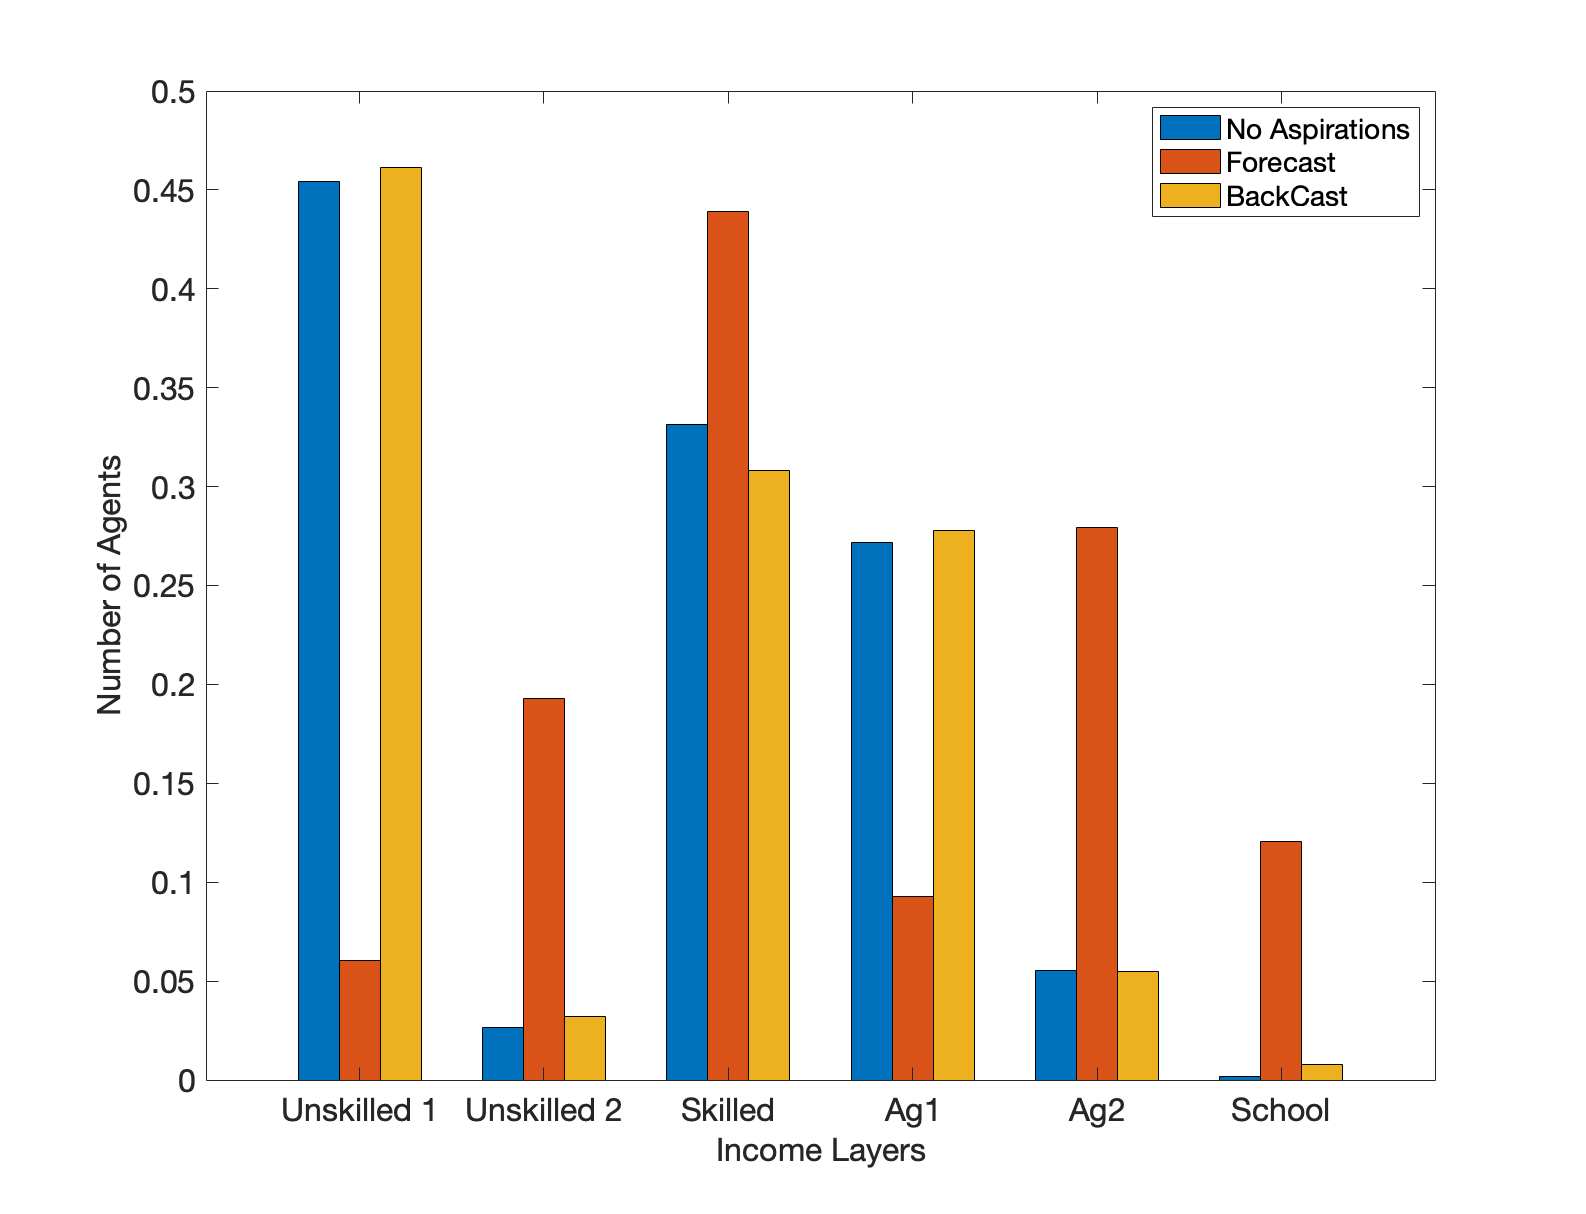 0.5
0.45
0.4
0.35
0.3
0.25
0.2
0.15
0.1
0.05
0
Number of Agents
No Aspirations
Forecast
BackCast
Unskilled 1 Unskilled 2 Skilled Ag1 Ag2 School
Income Layers